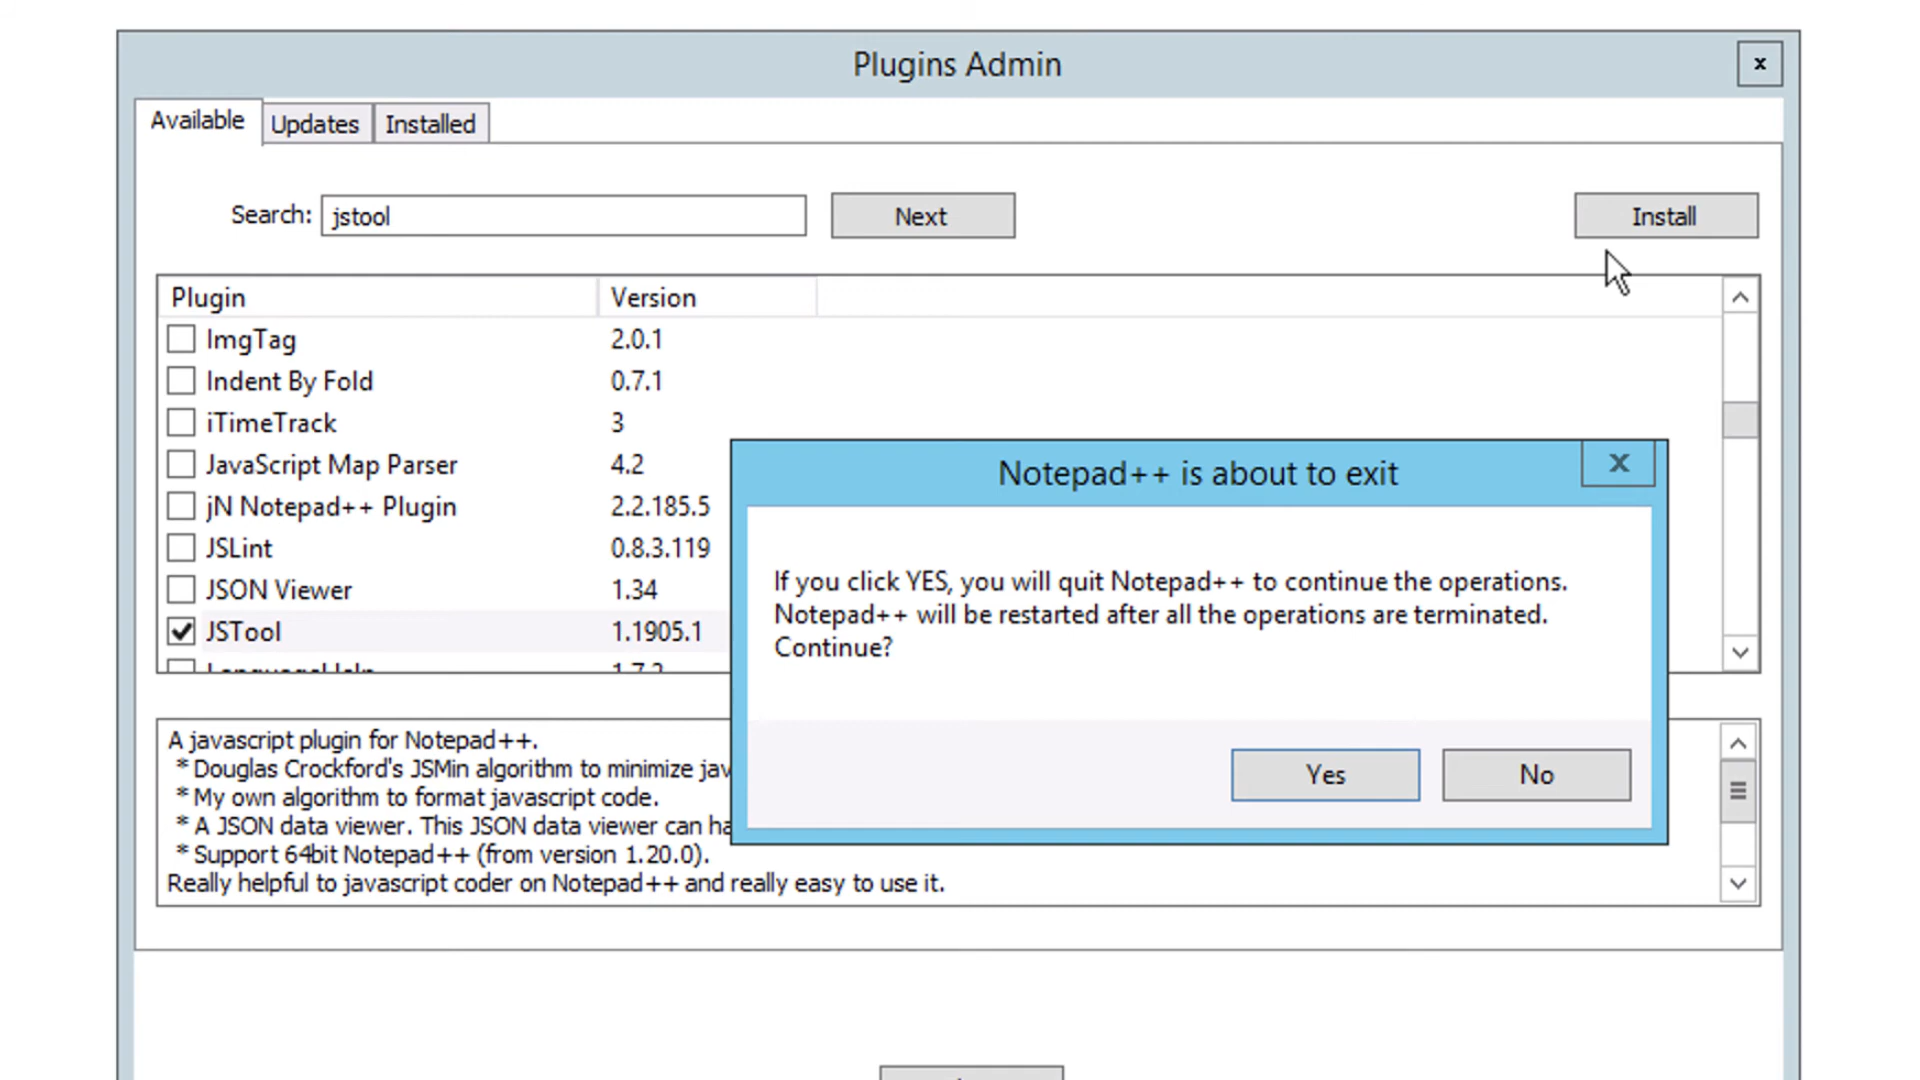 Plugins Admin
x
Available Updates Installed
Search: jstool Next Install
Plugin Version
ImgTag 2.0.1
Indent By Fold 0.7.1
iTimeTrack 3
JavaScript Map Parser 4.2
jN Notepad++ Plugin 2.2.185.5
JSLint 0.8.3.119
JSON Viewer 1.34
JSTool 1.1905.1
Notepad++ is about to exit
x
If you click YES, you will quit Notepad++ to continue the operations.
Notepad++ will be restarted after all the operations are terminated.
Continue?
Yes No
A javascript plugin for Notepad++.
* Douglas Crockford's JSMin algorithm to minimize
* My own algorithm to format javascript code.
* A JSON data viewer. This JSON data viewer can
* Support 64bit Notepad++ (from version 1.20.0).
Really helpful to javascript coder on Notepad++ and really easy to use it.